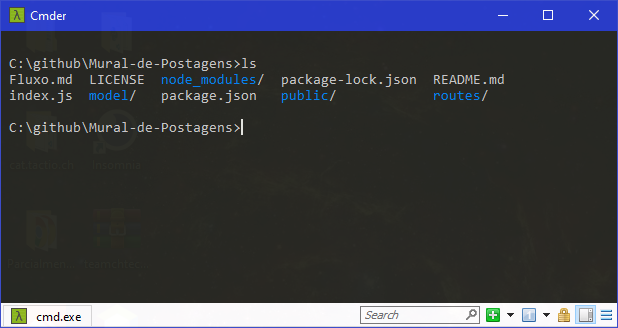 Cmder
C:\github\Mural-de-Postagens>ls
Fluxo.md  LICENSE  node_modules/  package-lock.json  README.md
index.js  model/   package.json   public/            routes/
C:\github\Mural-de-Postagens>
cmd.exe
Search